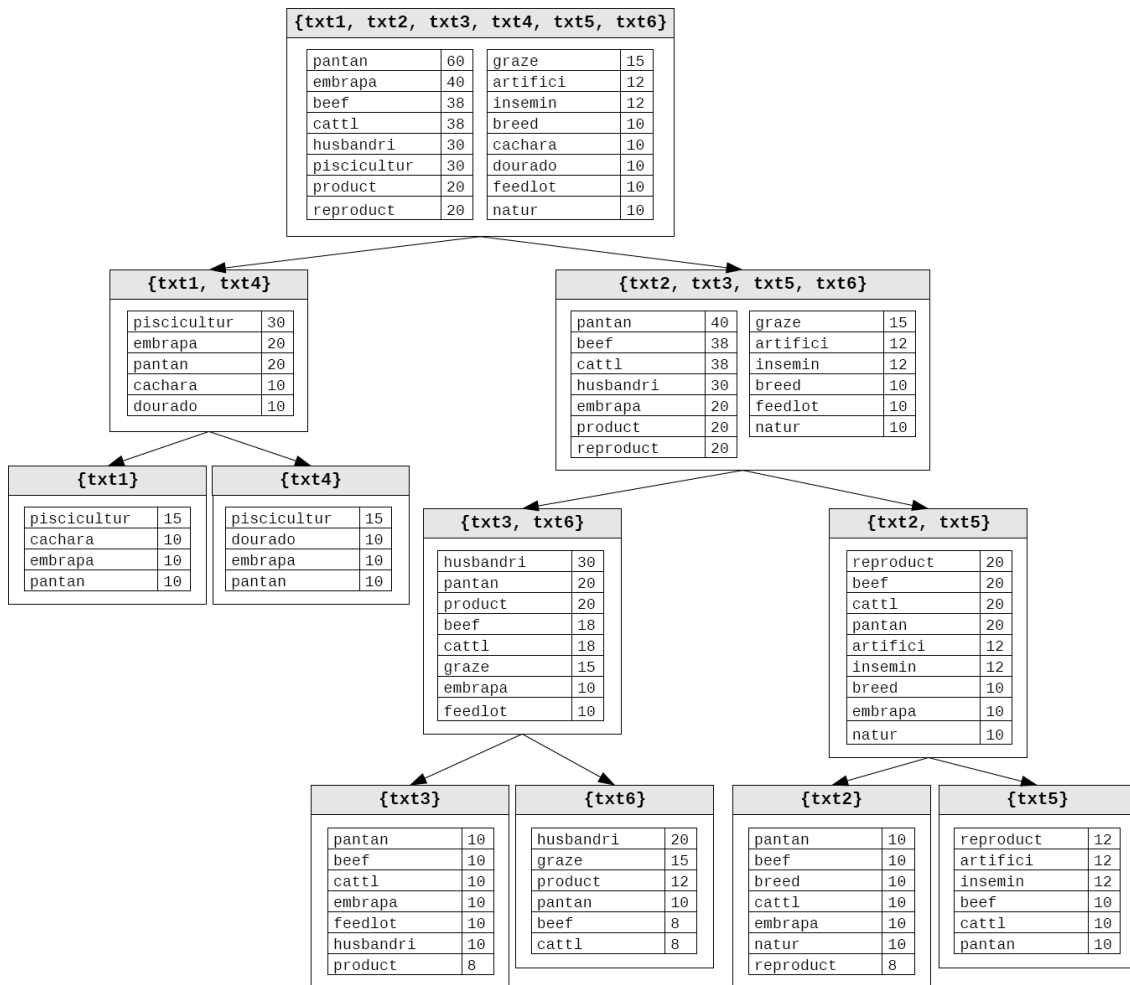 {txt1, txt2, txt3, txt4, txt5, txt6}
pantan 60 graze 15
embrapa 40 artifici 12
beef 38 insemin 12
cattl 38 breed 10
husbandri 30 cachara 10
piscicultur 30 dourado 10
product 20 feedlot 10
reproduct 20 natur 10
{txt1, txt4}
piscicultur 30
embrapa 20
pantan 20
cachara 10
dourado 10
{txt2, txt3, txt5, txt6}
pantan 40 graze 15
beef 38 artifici 12
cattl 38 insemin 12
husbandri 30 breed 10
embrapa 20 feedlot 10
product 20 natur 10
reproduct 20
{txt1}
piscicultur 15
cachara 10
embrapa 10
pantan 10
{txt4}
piscicultur 15
dourado 10
embrapa 10
pantan 10
{txt3, txt6}
husbandri 30
pantan 20
product 20
beef 18
cattl 18
graze 15
embrapa 10
feedlot 10
{txt2, txt5}
reproduct 20
beef 20
cattl 20
pantan 20
artifici 12
insemin 12
breed 10
embrapa 10
natur 10
{txt3}
pantan 10
beef 10
cattl 10
embrapa 10
feedlot 10
husbandri 10
product 8
{txt6}
husbandri 20
graze 15
product 12
pantan 10
beef 8
cattl 8
{txt2}
pantan 10
beef 10
breed 10
cattl 10
embrapa 10
natur 10
reproduct 8
{txt5}
reproduct 12
artifici 12
insemin 12
beef 10
cattl 10
pantan 10